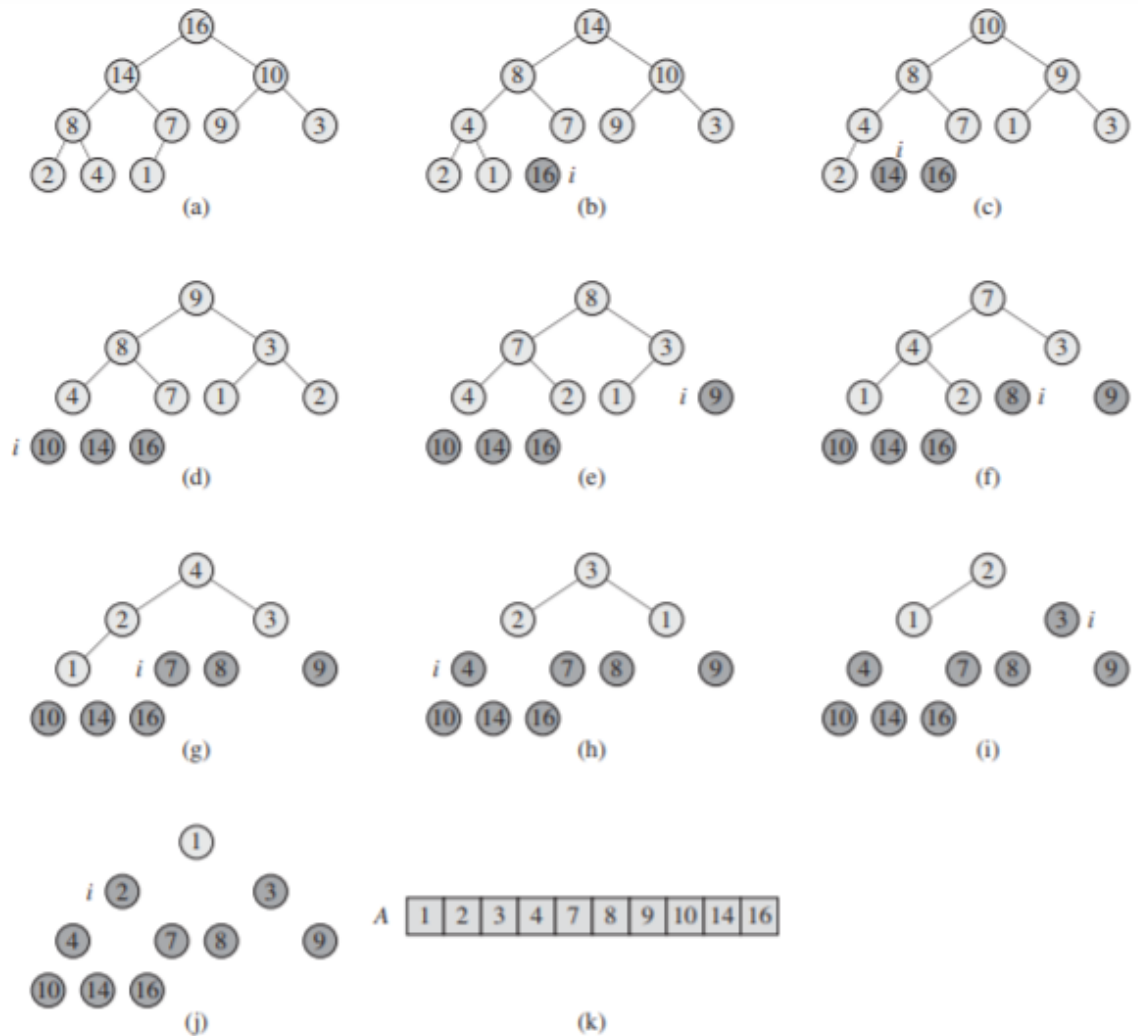 16 14 10
14 10 8 10 8 9
8 7 9 3 4 7 9 3 4 7 1 3
i
2 4 1 2 1 16 i 2 14 16
(a) (b) (c)
9 8 7
8 3 7 3 4 3
4 7 1 2 4 2 1 i 9 1 2 8 i 9
i 10 14 16 10 14 16 10 14 16
(d) (e) (f)
4 3 2
2 3 2 1 1 3 i
1 i 7 8 9 i 4 7 8 9 4 7 8 9
10 14 16 10 14 16 10 14 16
(g) (h) (i)
1
i 2 3
A 1 2 3 4 7 8 9 10 14 16
4 7 8 9
10 14 16
(j) (k)